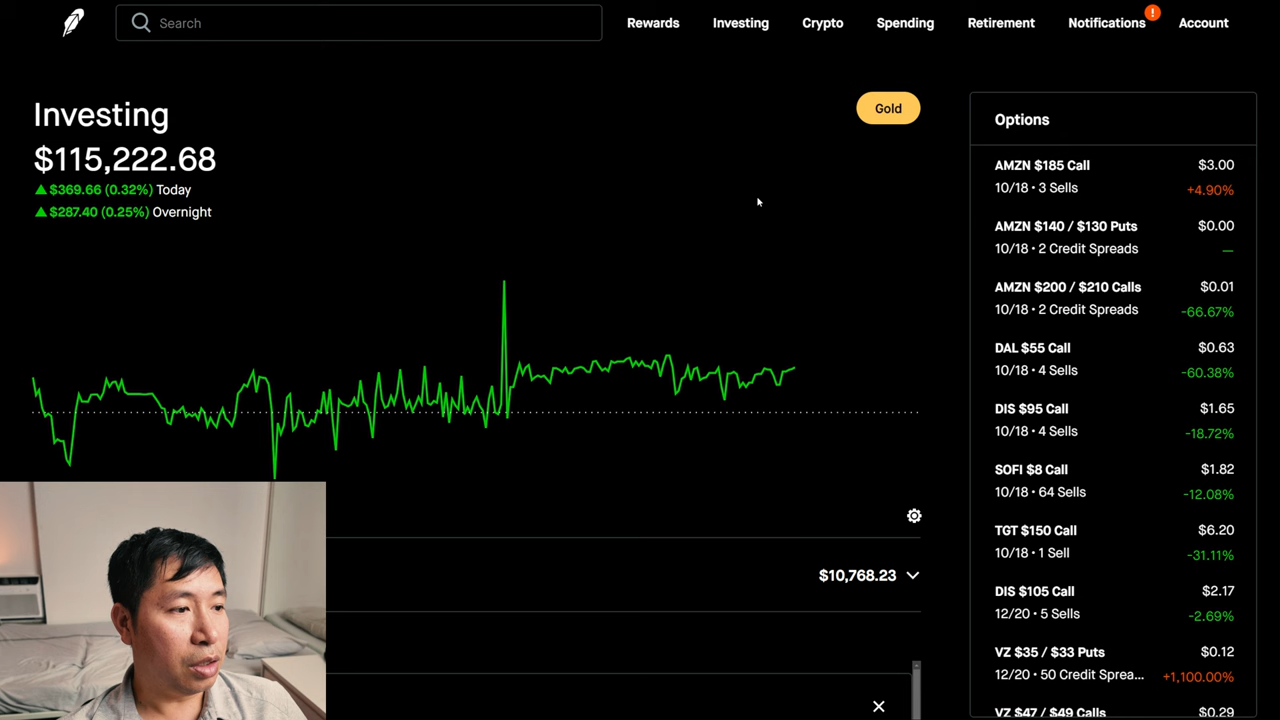 Search
Rewards
Investing
Crypto
Spending
Retirement
Notifications
!
Account
Investing
$115,222.68
▲ $369.66 (0.32%) Today
▲ $287.40 (0.25%) Overnight
Gold
$10,768.23
Options
AMZN $185 Call $3.00
10/18 • 3 Sells +4.90%
AMZN $140 / $130 Puts $0.00
10/18 • 2 Credit Spreads —
AMZN $200 / $210 Calls $0.01
10/18 • 2 Credit Spreads -66.67%
DAL $55 Call $0.63
10/18 • 4 Sells -60.38%
DIS $95 Call $1.65
10/18 • 4 Sells -18.72%
SOFI $8 Call $1.82
10/18 • 64 Sells -12.08%
TGT $150 Call $6.20
10/18 • 1 Sell -31.11%
DIS $105 Call $2.17
12/20 • 5 Sells -2.69%
VZ $35 / $33 Puts $0.12
12/20 • 50 Credit Sprea... +1,100.00%
VZ $47 / $49 Calls $0.29